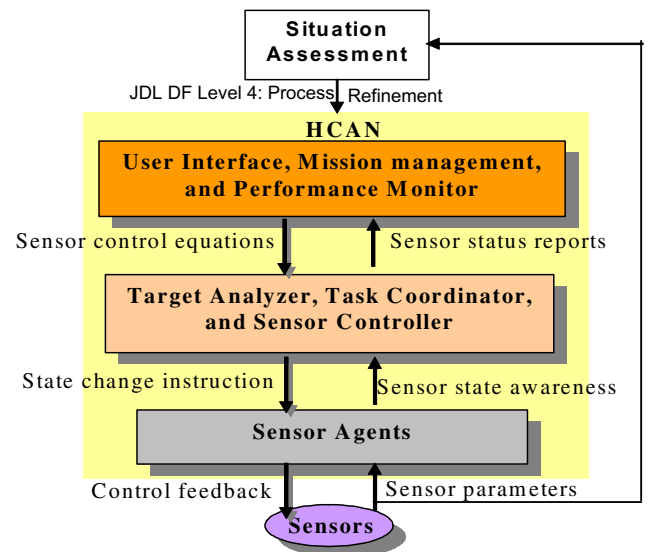 Situation
Assessment
JDL DF Level 4: Process Refinement
HCAN
User Interface, Mission management,
and Performance Monitor
Sensor control equations
Sensor status reports
Target Analyzer, Task Coordinator,
and Sensor Controller
State change instruction
Sensor state awareness
Sensor Agents
Control feedback
Sensor parameters
Sensors